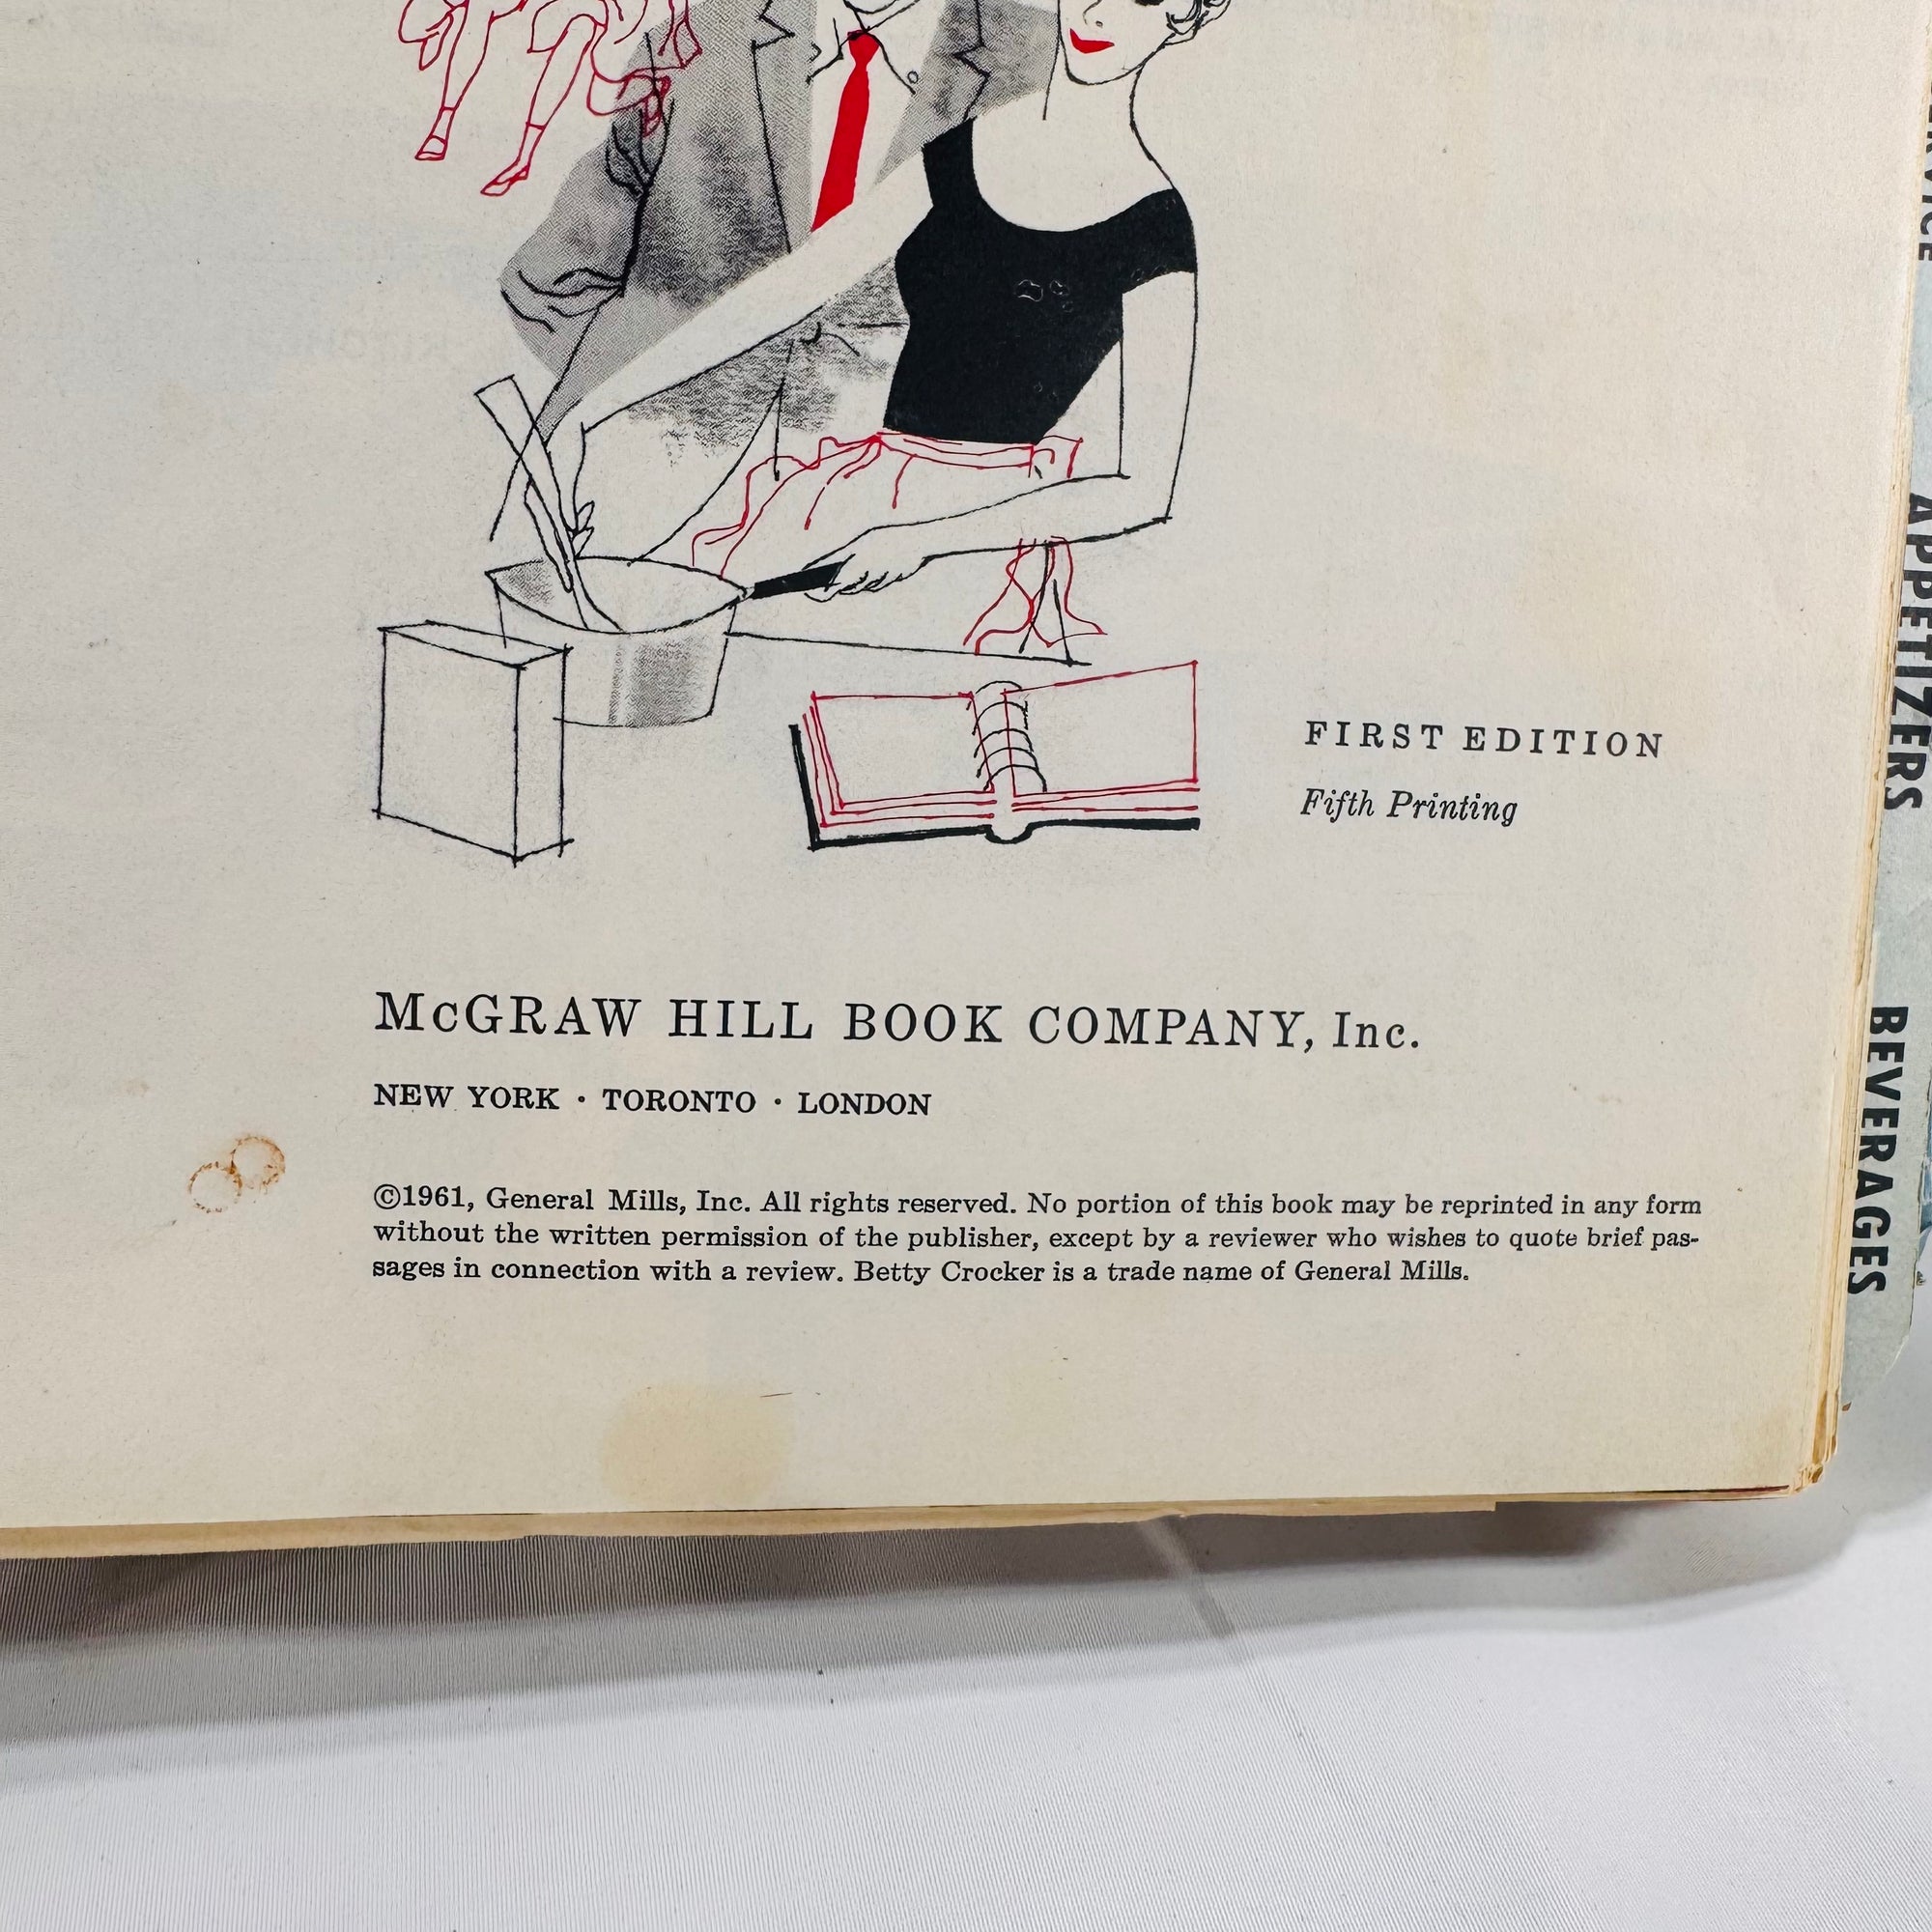 FIRST EDITION
Fifth Printing
McGRAW HILL BOOK COMPANY, Inc.
NEW YORK · TORONTO · LONDON
©1961, General Mills, Inc. All rights reserved. No portion of this book may be reprinted in any form
without the written permission of the publisher, except by a reviewer who wishes to quote brief pas-
sages in connection with a review. Betty Crocker is a trade name of General Mills.
APPETIZERS
BEVERAGES